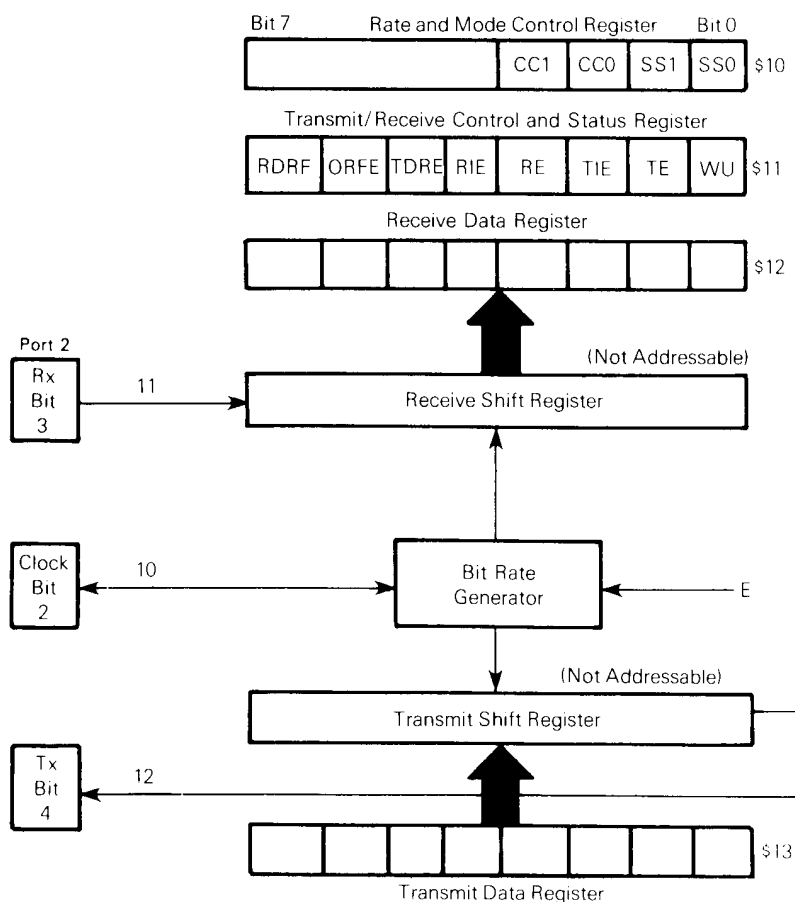 Bit 7 Rate and Mode Control Register Bit 0
CC1 CC0 SS1 SS0 $10
Transmit/Receive Control and Status Register
RDRF ORFE TDRE RIE RE TIE TE WU $11
Receive Data Register
$12
Port 2
(Not Addressable)
Rx
Bit
3
11
Receive Shift Register
Clock
Bit
2
10
Bit Rate
Generator
E
(Not Addressable)
Transmit Shift Register
Tx
Bit
4
12
$13
Transmit Data Register